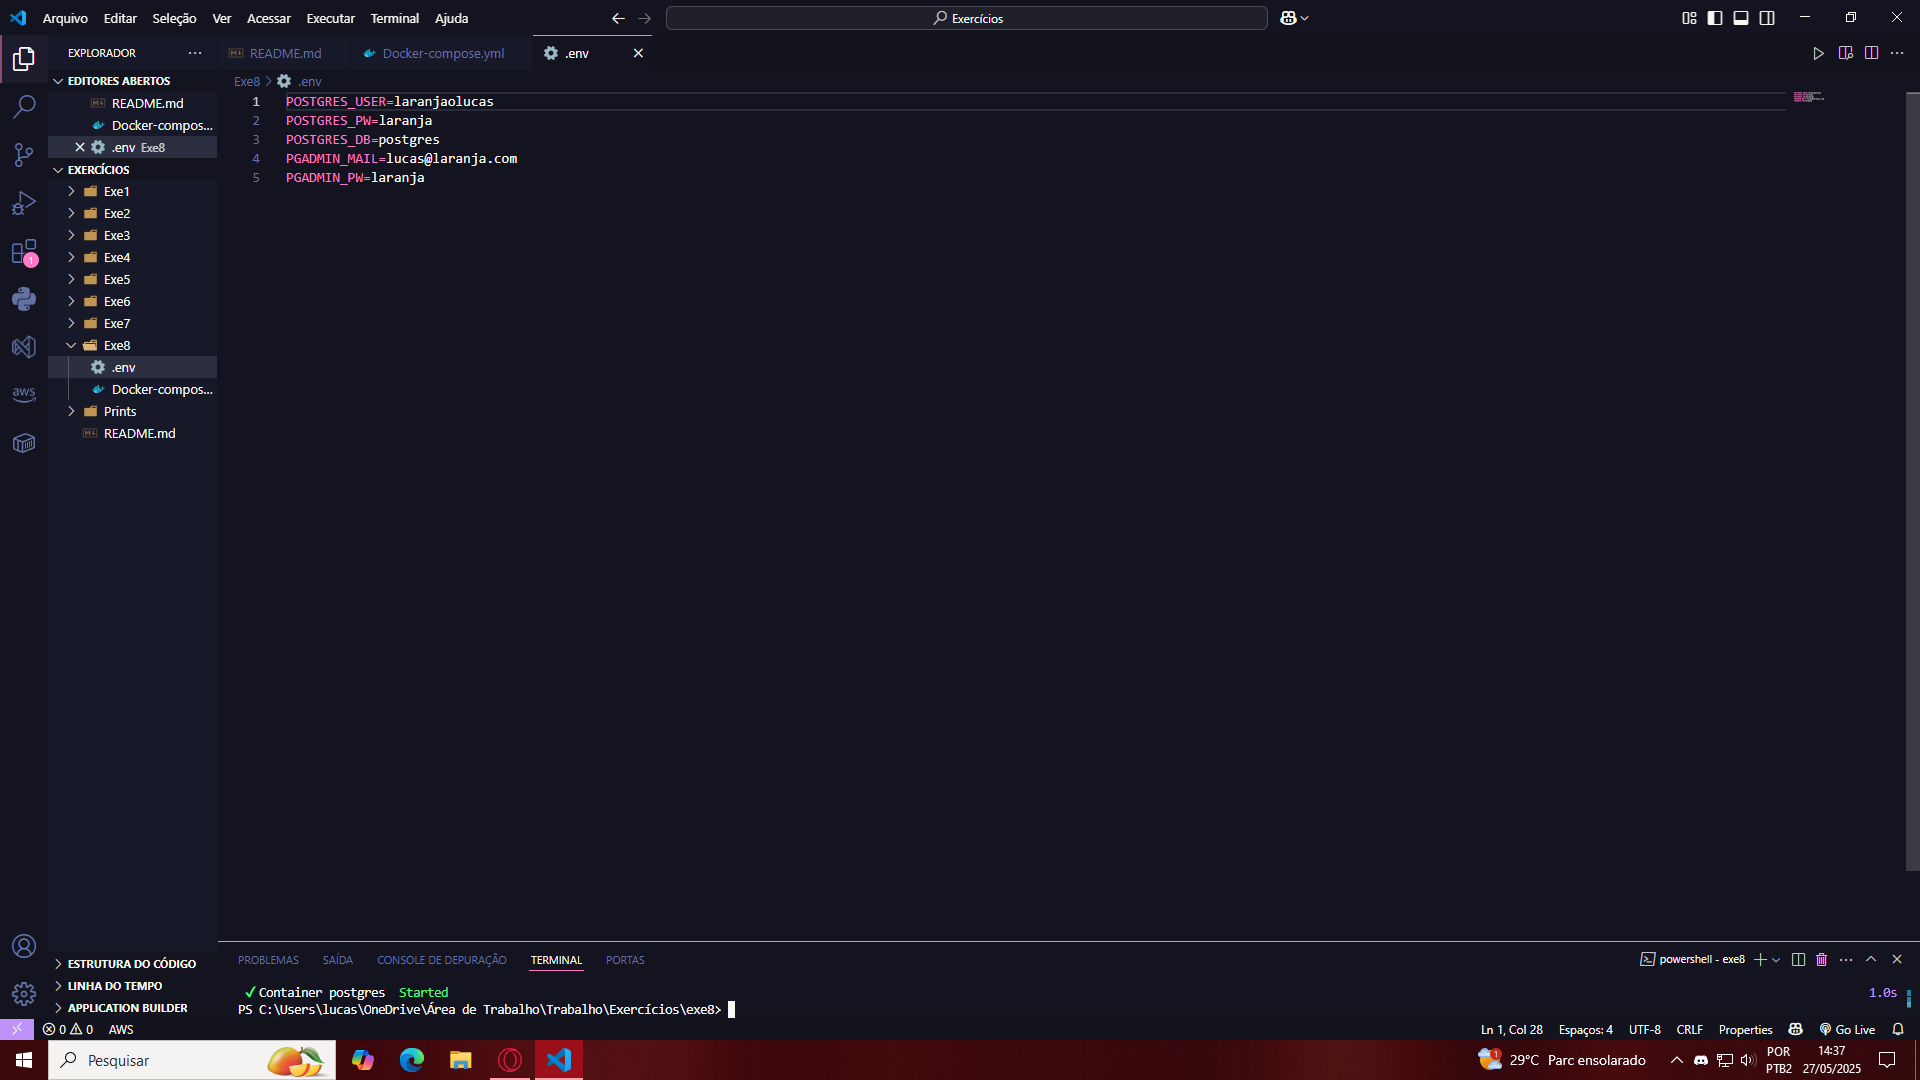 Arquivo Editar Seleção Ver Acessar Executar Terminal Ajuda
Exercícios
EXPLORADOR
README.md
Docker-compose.yml
.env
EDITORES ABERTOS
README.md
Docker-compos...
.env Exe8
EXERCÍCIOS
Exe1
Exe2
Exe3
Exe4
Exe5
Exe6
Exe7
Exe8
.env
Docker-compos...
Prints
README.md
ESTRUTURA DO CÓDIGO
LINHA DO TEMPO
APPLICATION BUILDER
1
aws
Exe8 > .env
1 POSTGRES_USER=laranjaolucas
2 POSTGRES_PW=laranja
3 POSTGRES_DB=postgres
4 PGADMIN_MAIL=lucas@laranja.com
5 PGADMIN_PW=laranja
PROBLEMAS SAÍDA CONSOLE DE DEPURAÇÃO TERMINAL PORTAS
powershell - exe8
✔ Container postgres Started 1.0s
PS C:\Users\lucas\OneDrive\Área de Trabalho\Trabalho\Exercícios\exe8>
0 0 AWS
Ln 1, Col 28 Espaços: 4 UTF-8 CRLF Properties Go Live
Pesquisar
1
29°C Parc ensolarado
POR
PTB2
14:37
27/05/2025